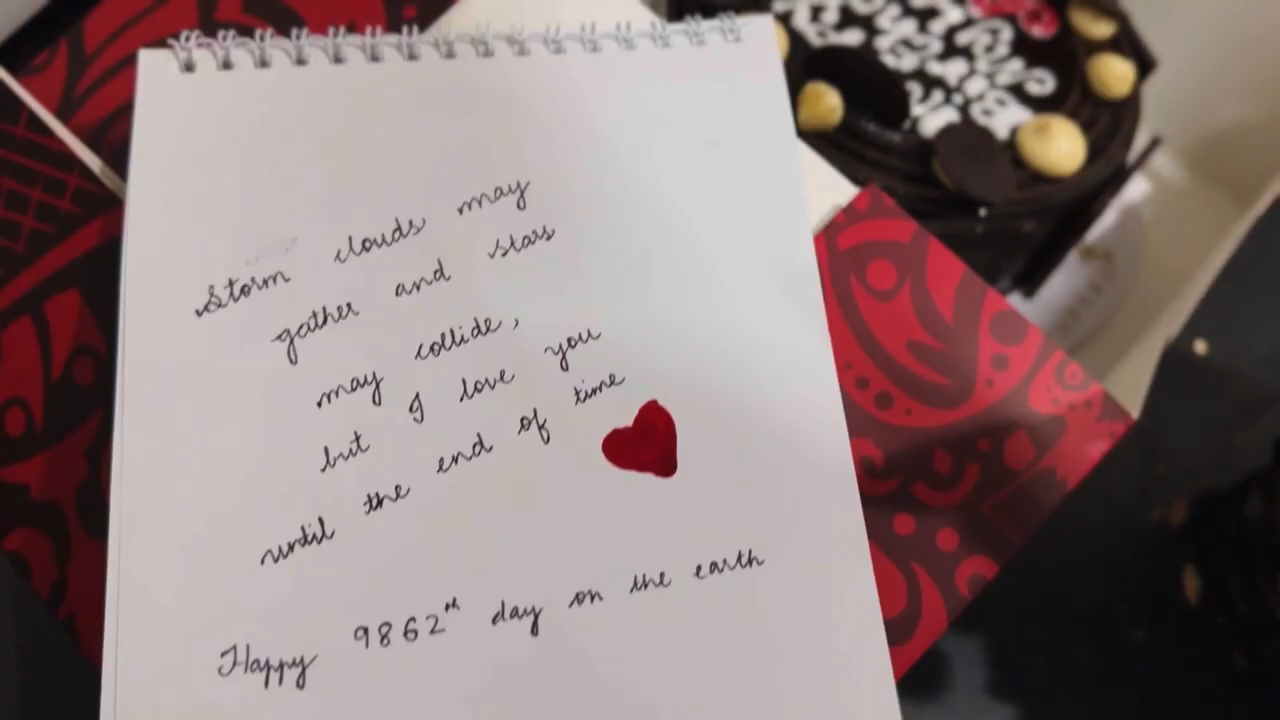 Storm clouds may
gather and stars
may collide,
but I love you
until the end of time
Happy 9862th day on the earth